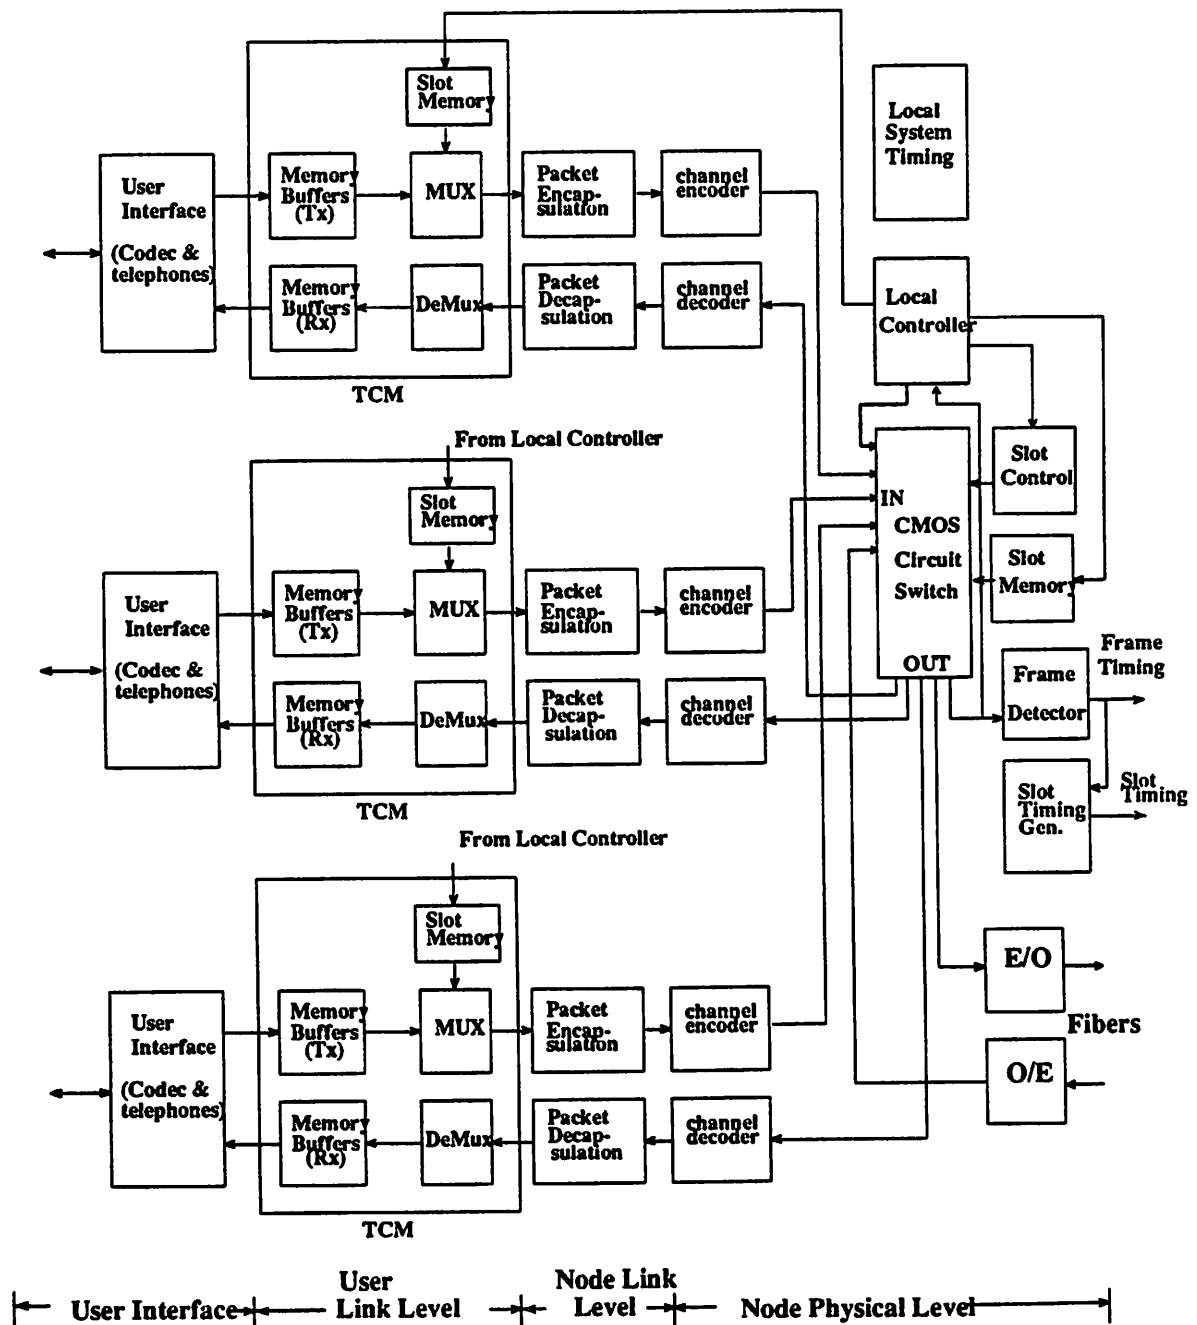 Slot
Memory
Local
System
Timing
User
Interface
(Codec &
telephones)
Memory
Buffers
(Tx)
MUX
Packet
Encap-
sulation
channel
encoder
Memory
Buffers
(Rx)
DeMux
Packet
Decap-
sulation
channel
decoder
TCM
Local
Controller
From Local Controller
Slot
Memory
User
Interface
(Codec &
telephones)
Memory
Buffers
(Tx)
MUX
Packet
Encap-
sulation
channel
encoder
Memory
Buffers
(Rx)
DeMux
Packet
Decap-
sulation
channel
decoder
TCM
IN
CMOS
Circuit
Switch
OUT
Slot
Control
Slot
Memory
Frame
Detector
Frame
Timing
Slot
Timing
Gen.
Slot
Timing
From Local Controller
Slot
Memory
User
Interface
(Codec &
telephones)
Memory
Buffers
(Tx)
MUX
Packet
Encap-
sulation
channel
encoder
Memory
Buffers
(Rx)
DeMux
Packet
Decap-
sulation
channel
decoder
TCM
E/O
Fibers
O/E
User Interface
User
Link Level
Node Link
Level
Node Physical Level